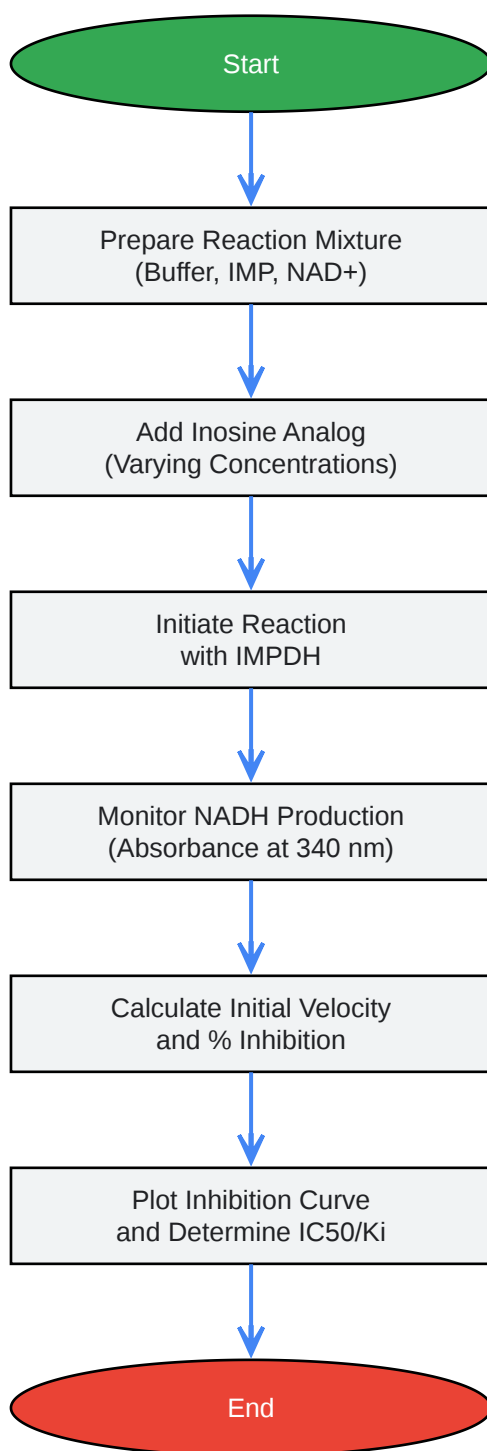 Start
Prepare Reaction Mixture
(Buffer, IMP, NAD+)
Add Inosine Analog
(Varying Concentrations)
Initiate Reaction
with IMPDH
Monitor NADH Production
(Absorbance at 340 nm)
Calculate Initial Velocity
and % Inhibition
Plot Inhibition Curve
and Determine IC50/Ki
End